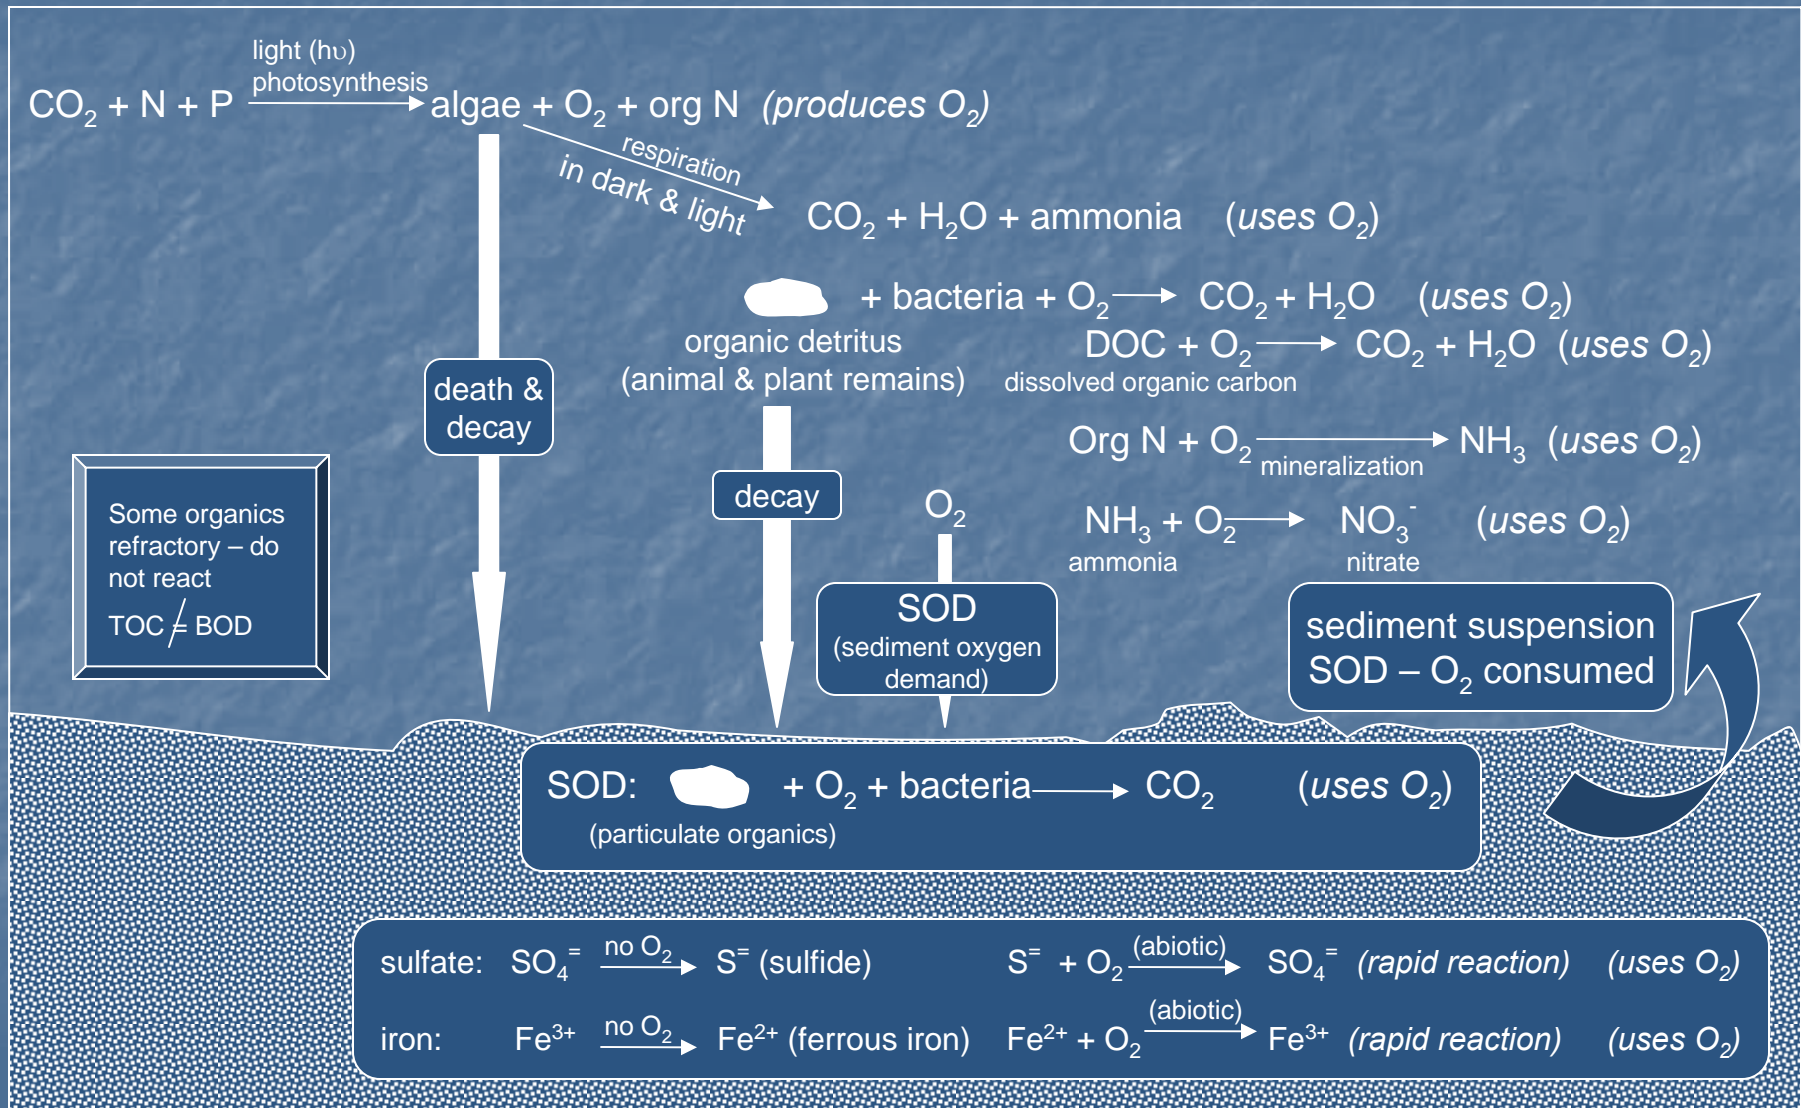 light (hυ)
photosynthesis
CO₂ + N + P → algae + O₂ + org N (produces O₂)
respiration
in dark & light
CO₂ + H₂O + ammonia (uses O₂)
+ bacteria + O₂ → CO₂ + H₂O (uses O₂)
organic detritus
(animal & plant remains)
DOC + O₂ → CO₂ + H₂O (uses O₂)
dissolved organic carbon
death &
decay
Org N + O₂ → NH₃ (uses O₂)
mineralization
decay
Some organics
refractory – do
not react
TOC ≠ BOD
O₂
NH₃ + O₂ → NO₃⁻ (uses O₂)
ammonia nitrate
SOD
(sediment oxygen
demand)
sediment suspension
SOD – O₂ consumed
SOD: + O₂ + bacteria → CO₂ (uses O₂)
(particulate organics)
sulfate: SO₄⁼ no O₂ → S⁼ (sulfide) S⁼ + O₂ (abiotic) → SO₄⁼ (rapid reaction) (uses O₂)
iron: Fe³⁺ no O₂ → Fe²⁺ (ferrous iron) Fe²⁺ + O₂ (abiotic) → Fe³⁺ (rapid reaction) (uses O₂)